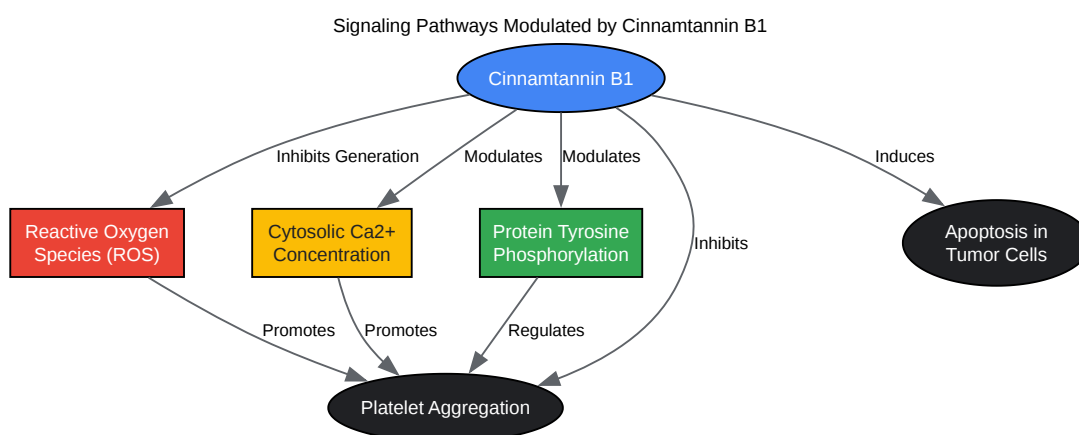 Signaling Pathways Modulated by Cinnamtannin B1
Cinnamtannin B1
Inhibits Generation
Modulates
Modulates
Induces
Reactive Oxygen
Species (ROS)
Cytosolic Ca2+
Concentration
Protein Tyrosine
Phosphorylation
Inhibits
Apoptosis in
Tumor Cells
Promotes
Promotes
Regulates
Platelet Aggregation